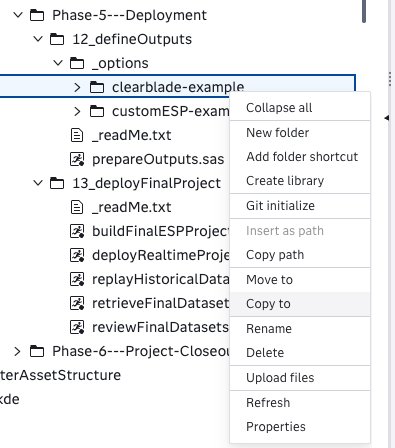 Phase-5---Deployment
12_defineOutputs
_options
clearblade-example
customESP-exam
_readMe.txt
prepareOutputs.sas
13_deployFinalProject
_readMe.txt
buildFinalESPProjec
deployRealtimeProje
replayHistoricalData
retrieveFinalDataset
reviewFinalDatasets
Phase-6---Project-Closeou
terAssetStructure
kde
Collapse all
New folder
Add folder shortcut
Create library
Git initialize
Insert as path
Copy path
Move to
Copy to
Rename
Delete
Upload files
Refresh
Properties